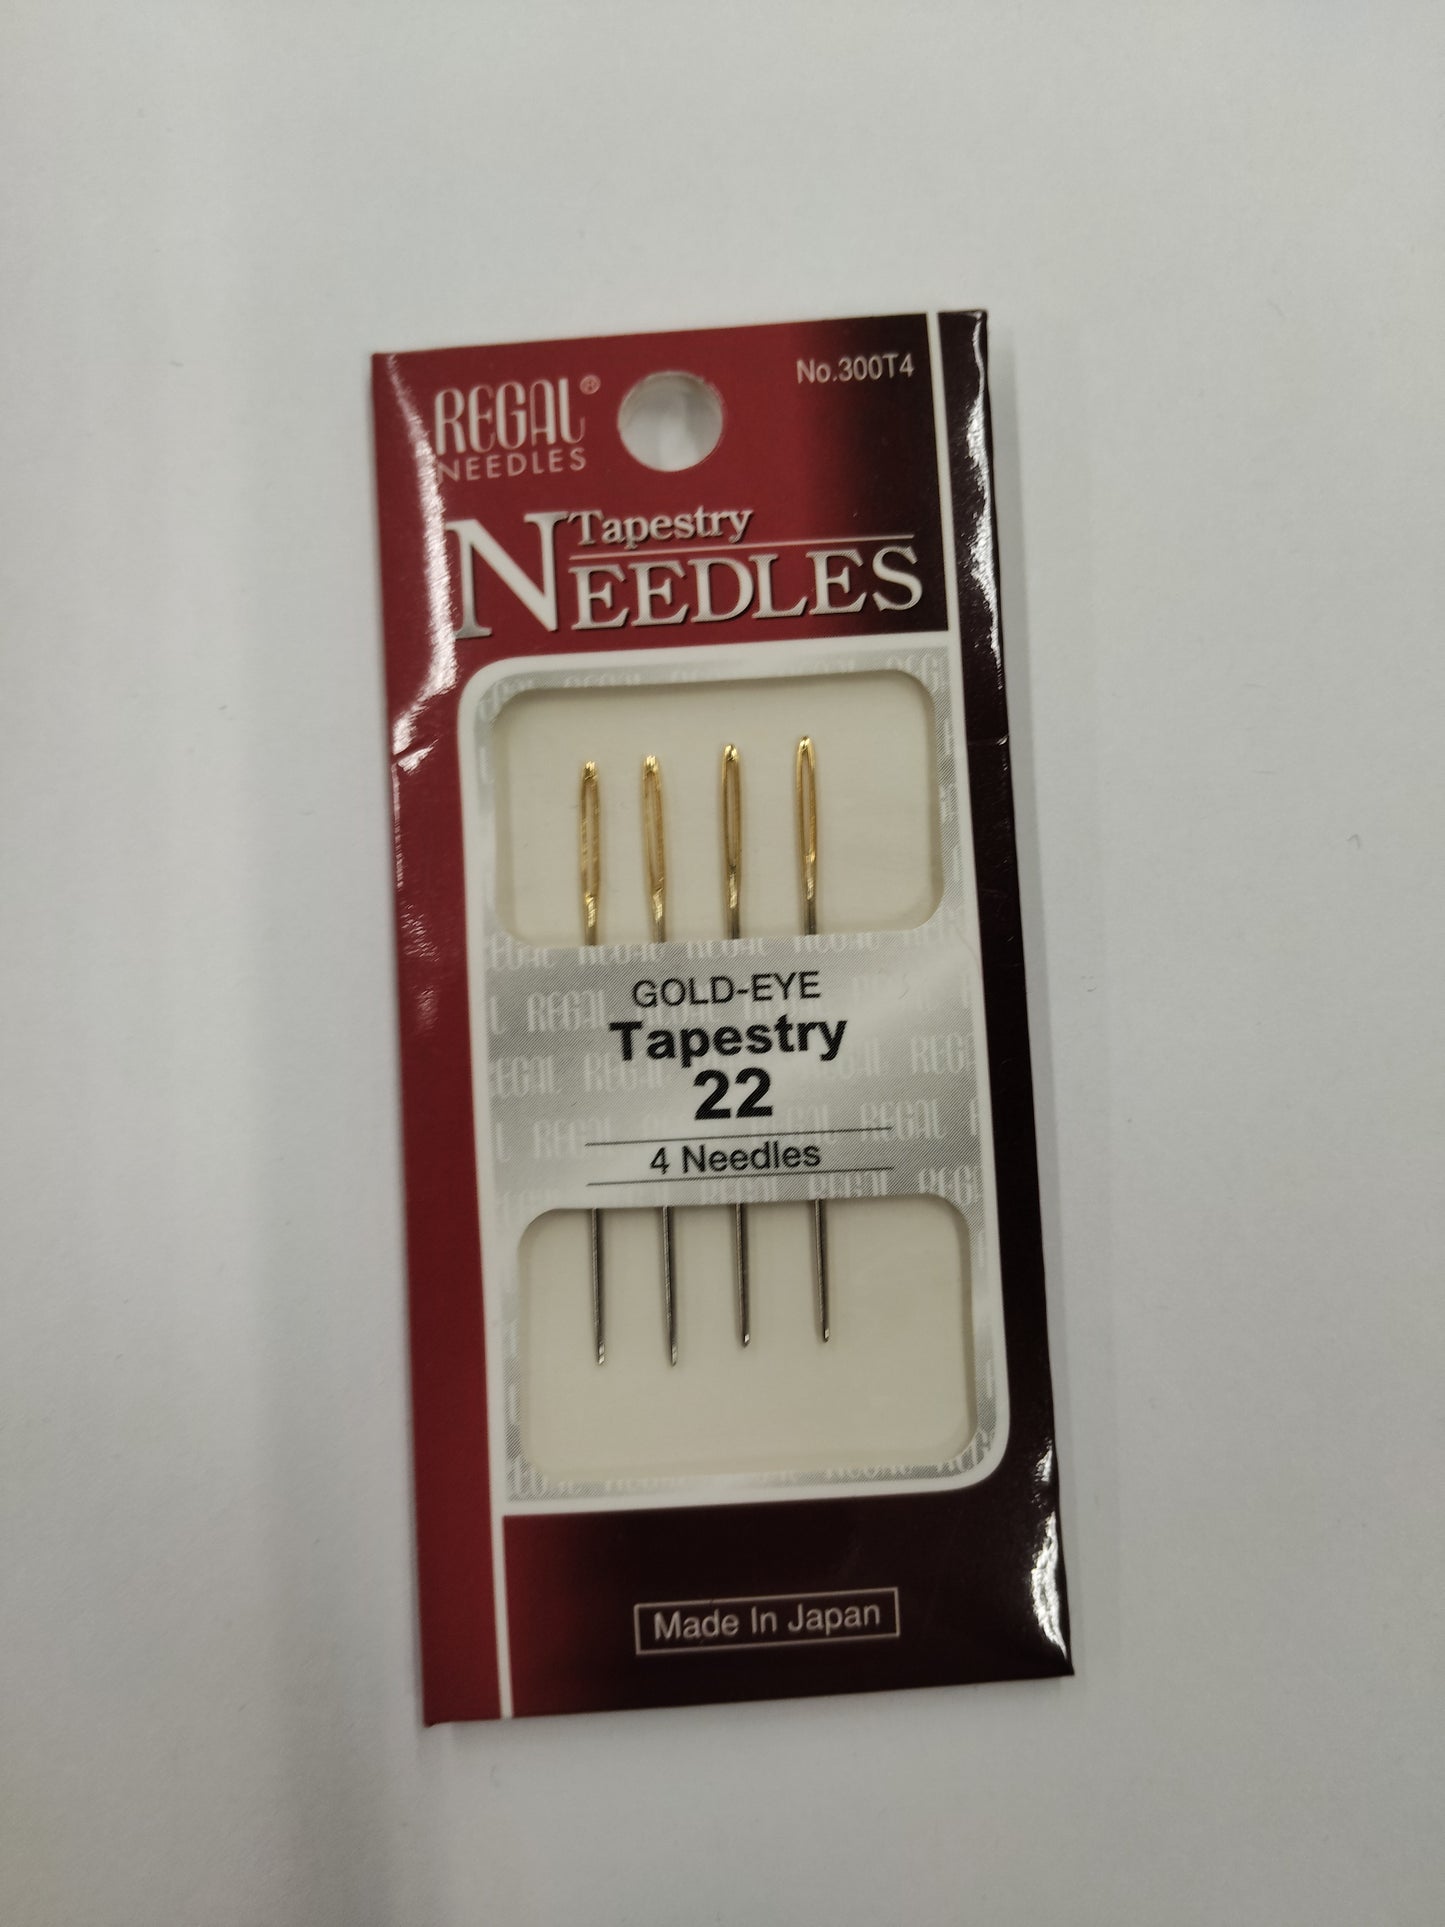 REGAL®
NEEDLES
No.300T4
Tapestry
NEEDLES
GOLD-EYE
Tapestry
22
4 Needles
Made In Japan